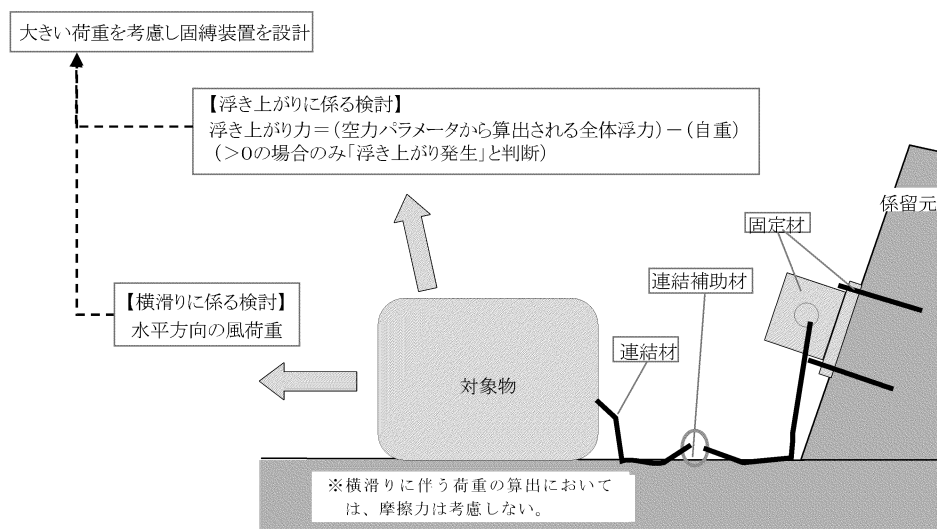 大きい荷重を考慮し固縛装置を設計
【浮き上がりに係る検討】
浮き上がり力＝(空力パラメータから算出される全体浮力)－(自重)
(＞0の場合のみ「浮き上がり発生」と判断)
係留元
固定材
連結補助材
【横滑りに係る検討】
水平方向の風荷重
連結材
対象物
※横滑りに伴う荷重の算出において
は、摩擦力は考慮しない。